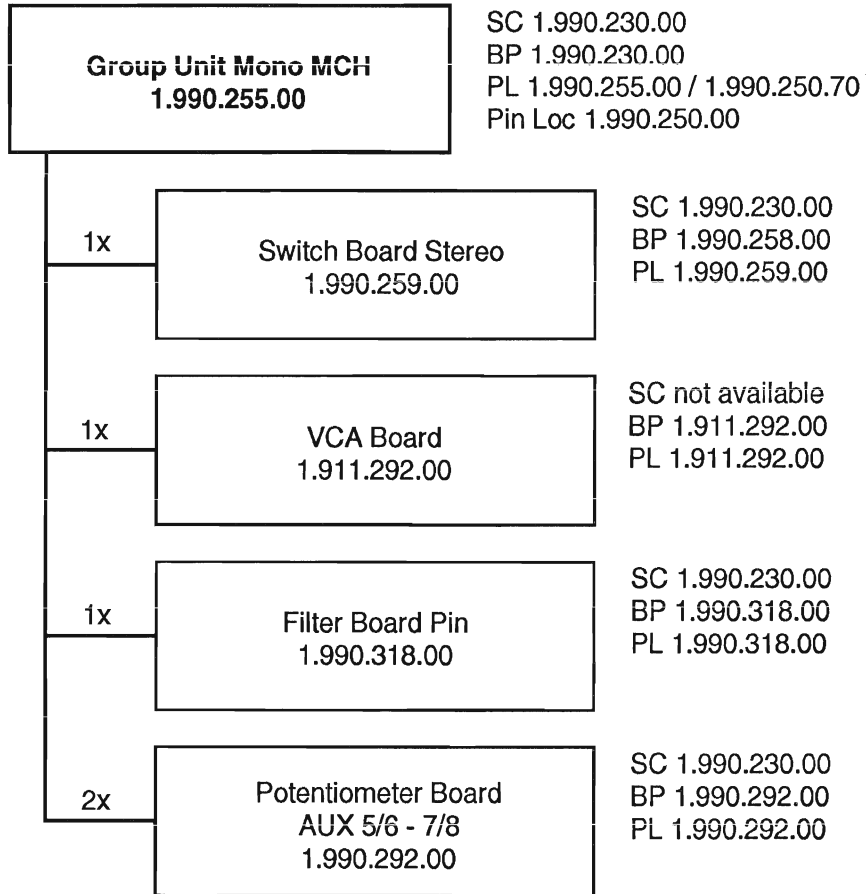 Group Unit Mono MCH
1.990.255.00
SC 1.990.230.00
BP 1.990.230.00
PL 1.990.255.00 / 1.990.250.70
Pin Loc 1.990.250.00
1x
Switch Board Stereo
1.990.259.00
SC 1.990.230.00
BP 1.990.258.00
PL 1.990.259.00
1x
VCA Board
1.911.292.00
SC not available
BP 1.911.292.00
PL 1.911.292.00
1x
Filter Board Pin
1.990.318.00
SC 1.990.230.00
BP 1.990.318.00
PL 1.990.318.00
2x
Potentiometer Board
AUX 5/6 - 7/8
1.990.292.00
SC 1.990.230.00
BP 1.990.292.00
PL 1.990.292.00